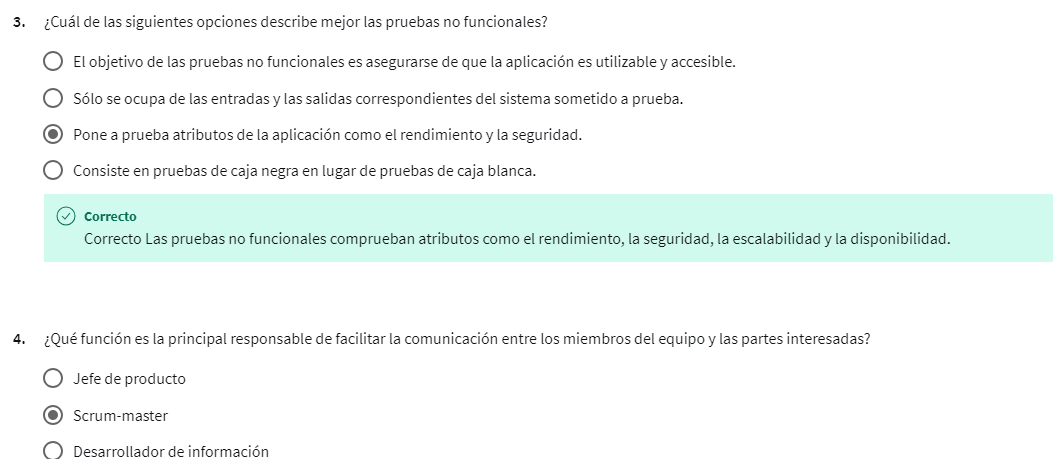 3. ¿Cuál de las siguientes opciones describe mejor las pruebas no funcionales?
El objetivo de las pruebas no funcionales es asegurarse de que la aplicación es utilizable y accesible.
Sólo se ocupa de las entradas y las salidas correspondientes del sistema sometido a prueba.
Pone a prueba atributos de la aplicación como el rendimiento y la seguridad.
Consiste en pruebas de caja negra en lugar de pruebas de caja blanca.
Correcto
Correcto Las pruebas no funcionales comprueban atributos como el rendimiento, la seguridad, la escalabilidad y la disponibilidad.
4. ¿Qué función es la principal responsable de facilitar la comunicación entre los miembros del equipo y las partes interesadas?
Jefe de producto
Scrum-master
Desarrollador de información